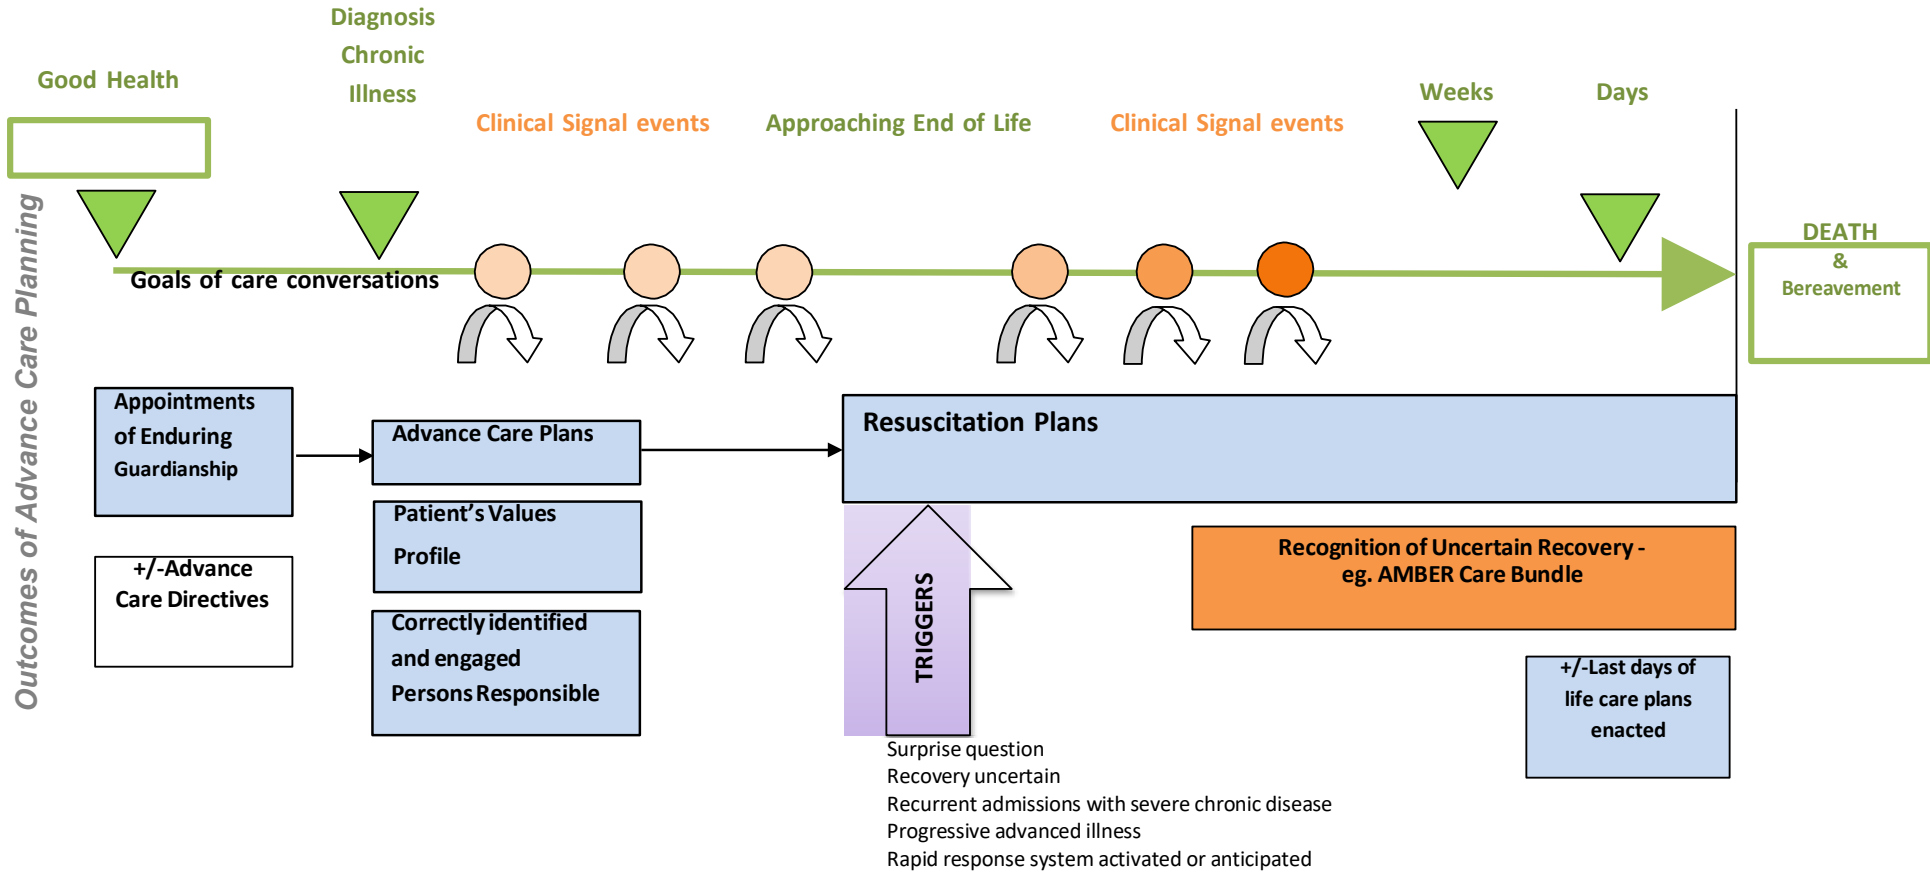 Diagnosis
Chronic
Illness
Good Health
Clinical Signal events
Approaching End of Life
Clinical Signal events
Weeks
Days
Goals of care conversations
DEATH
&
Bereavement
Outcomes of Advance Care Planning
Appointments
of Enduring
Guardianship
+/-Advance
Care Directives
Advance Care Plans
Patient’s Values
Profile
Correctly identified
and engaged
Persons Responsible
Resuscitation Plans
TRIGGERS
Surprise question
Recovery uncertain
Recurrent admissions with severe chronic disease
Progressive advanced illness
Rapid response system activated or anticipated
Recognition of Uncertain Recovery -
eg. AMBER Care Bundle
+/-Last days of
life care plans
enacted